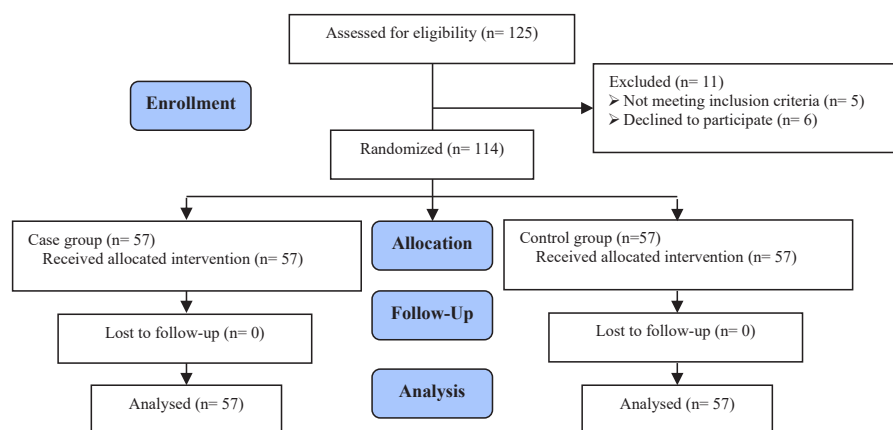 Assessed for eligibility (n= 125)
Enrollment
Excluded (n= 11)
➢ Not meeting inclusion criteria (n= 5)
➢ Declined to participate (n= 6)
Randomized (n= 114)
Case group (n= 57)
Received allocated intervention (n= 57)
Allocation
Control group (n=57)
Received allocated intervention (n= 57)
Follow-Up
Lost to follow-up (n= 0)
Lost to follow-up (n= 0)
Analysis
Analysed (n= 57)
Analysed (n= 57)